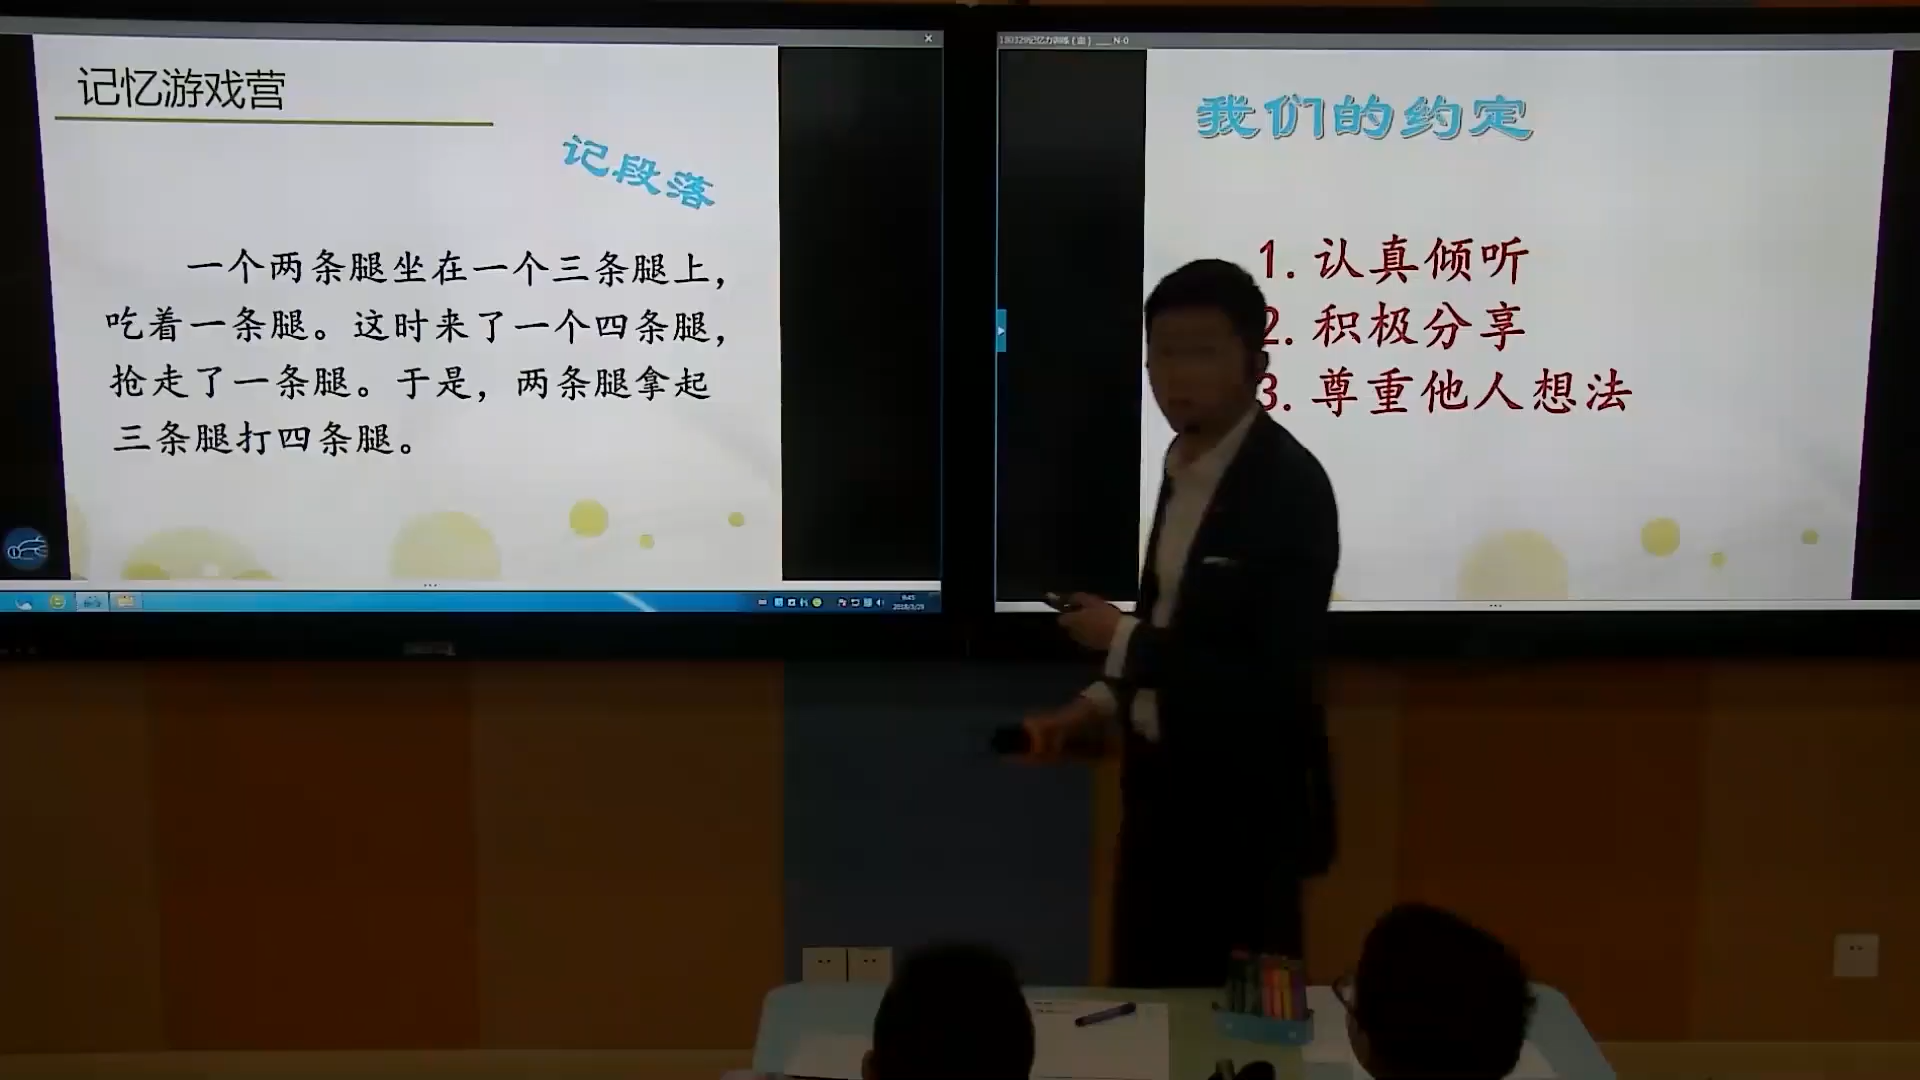 记忆游戏营
记段落
一个两条腿坐在一个三条腿上，
吃着一条腿。这时来了一个四条腿，
抢走了一条腿。于是，两条腿拿起
三条腿打四条腿。
我们的约定
1. 认真倾听
2. 积极分享
3. 尊重他人想法